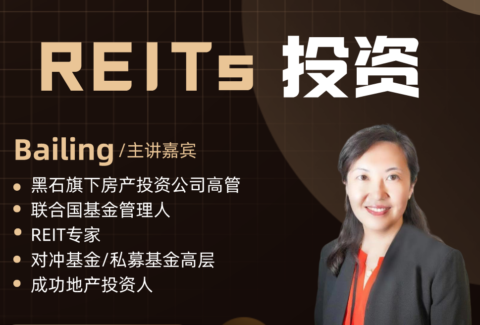 REITs 投资
Bailing /主讲嘉宾
黑石旗下房产投资公司高管
联合国基金管理人
REIT专家
对冲基金/私募基金高层
成功地产投资人